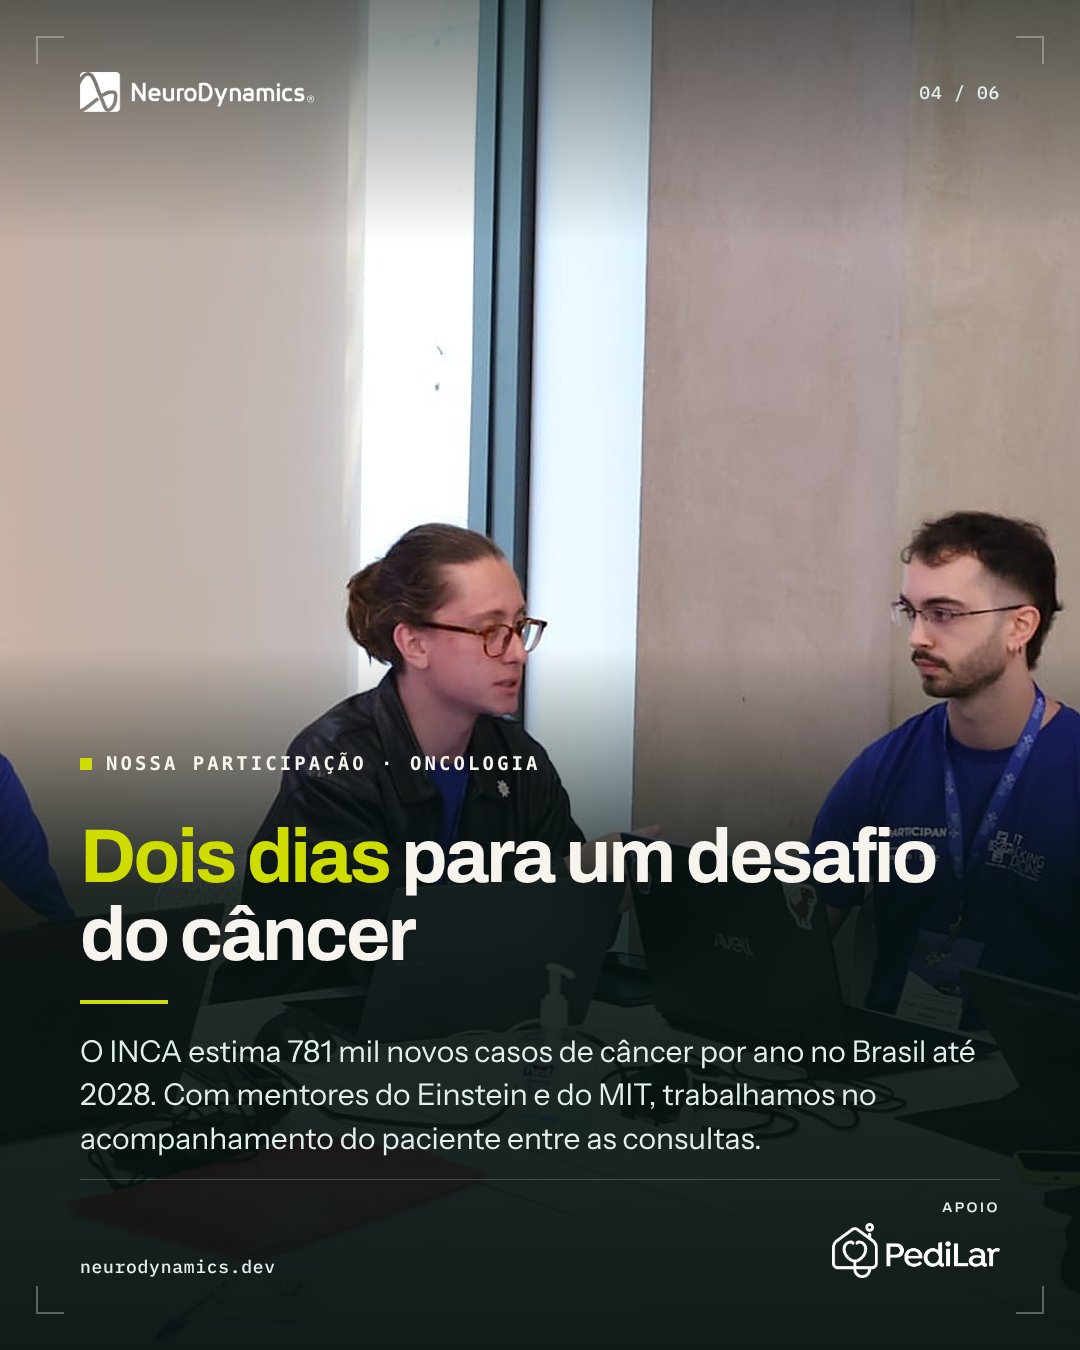 NeuroDynamics®
04 / 06
NOSSA PARTICIPAÇÃO · ONCOLOGIA
Dois dias para um desafio
do câncer
O INCA estima 781 mil novos casos de câncer por ano no Brasil até
2028. Com mentores do Einstein e do MIT, trabalhamos no
acompanhamento do paciente entre as consultas.
APOIO
PediLar
neurodynamics.dev
PARTICIPAN
Avell